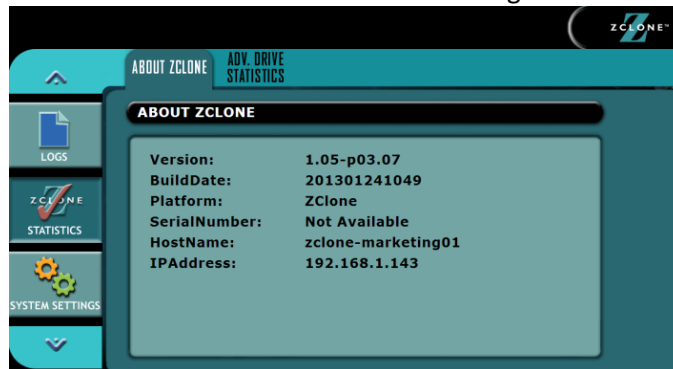 ZCLONE™
ABOUT ZCLONE
ADV. DRIVE
STATISTICS
ABOUT ZCLONE
LOGS
ZCLONE
STATISTICS
SYSTEM SETTINGS
Version: 1.05-p03.07
BuildDate: 201301241049
Platform: ZClone
SerialNumber: Not Available
HostName: zclone-marketing01
IPAddress: 192.168.1.143